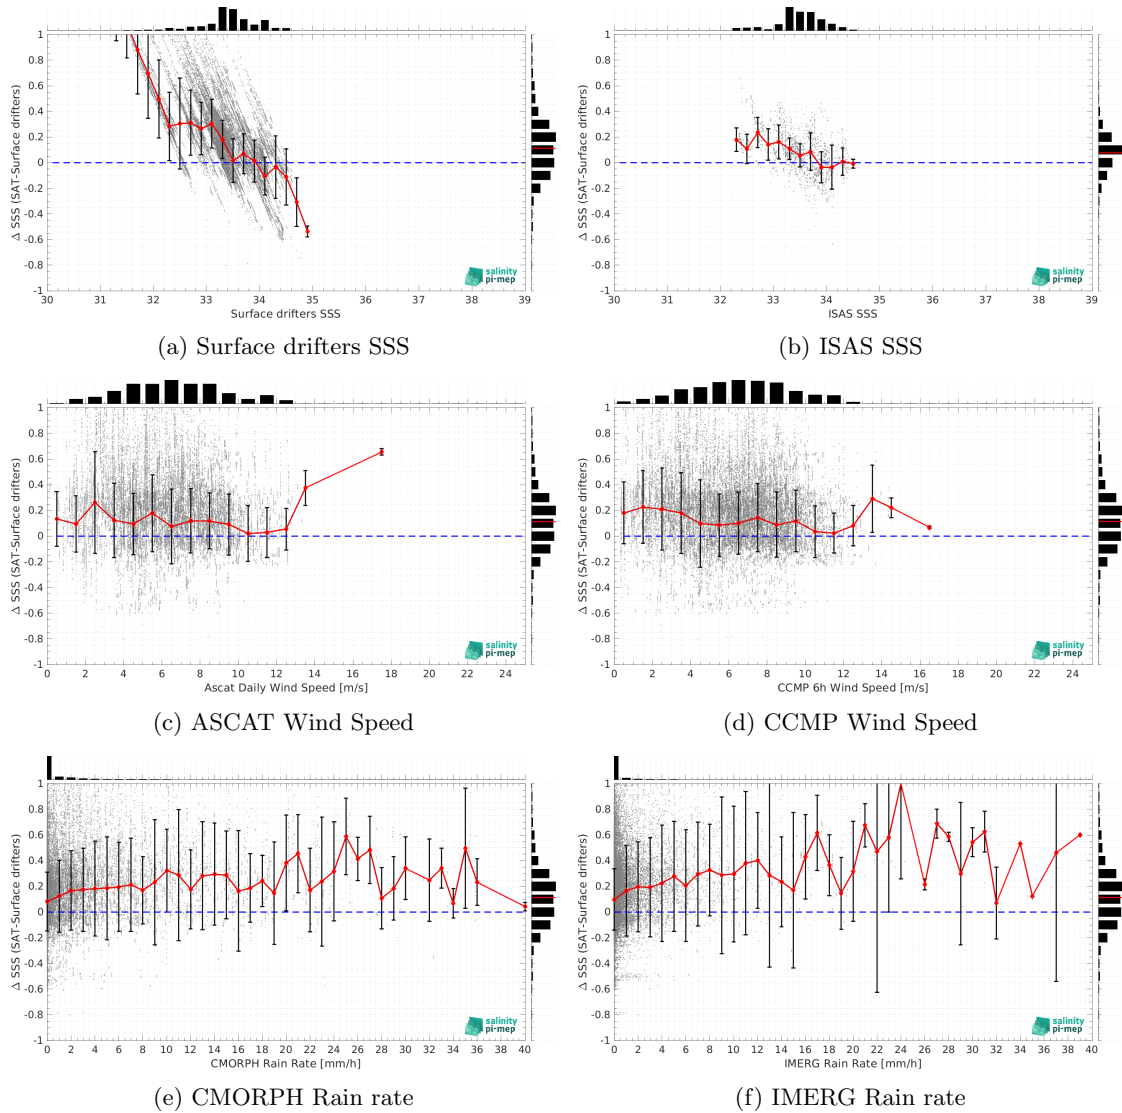 1
0.8
0.6
0.4
0.2
0
-0.2
-0.4
-0.6
-0.8
-1
Δ SSS (SAT-Surface drifters)
30 31 32 33 34 35 36 37 38 39
Surface drifters SSS
salinity
pi-mep
(a) Surface drifters SSS
1
0.8
0.6
0.4
0.2
0
-0.2
-0.4
-0.6
-0.8
-1
Δ SSS (SAT-Surface drifters)
30 31 32 33 34 35 36 37 38 39
ISAS SSS
salinity
pi-mep
(b) ISAS SSS
1
0.8
0.6
0.4
0.2
0
-0.2
-0.4
-0.6
-0.8
-1
Δ SSS (SAT-Surface drifters)
0 2 4 6 8 10 12 14 16 18 20 22 24
Ascat Daily Wind Speed [m/s]
salinity
pi-mep
(c) ASCAT Wind Speed
1
0.8
0.6
0.4
0.2
0
-0.2
-0.4
-0.6
-0.8
-1
Δ SSS (SAT-Surface drifters)
0 2 4 6 8 10 12 14 16 18 20 22 24
CCMP 6h Wind Speed [m/s]
salinity
pi-mep
(d) CCMP Wind Speed
1
0.8
0.6
0.4
0.2
0
-0.2
-0.4
-0.6
-0.8
-1
Δ SSS (SAT-Surface drifters)
0 2 4 6 8 10 12 14 16 18 20 22 24 26 28 30 32 34 36 38 40
CMORPH Rain Rate [mm/h]
salinity
pi-mep
(e) CMORPH Rain rate
1
0.8
0.6
0.4
0.2
0
-0.2
-0.4
-0.6
-0.8
-1
Δ SSS (SAT-Surface drifters)
0 2 4 6 8 10 12 14 16 18 20 22 24 26 28 30 32 34 36 38 40
IMERG Rain Rate [mm/h]
salinity
pi-mep
(f) IMERG Rain rate